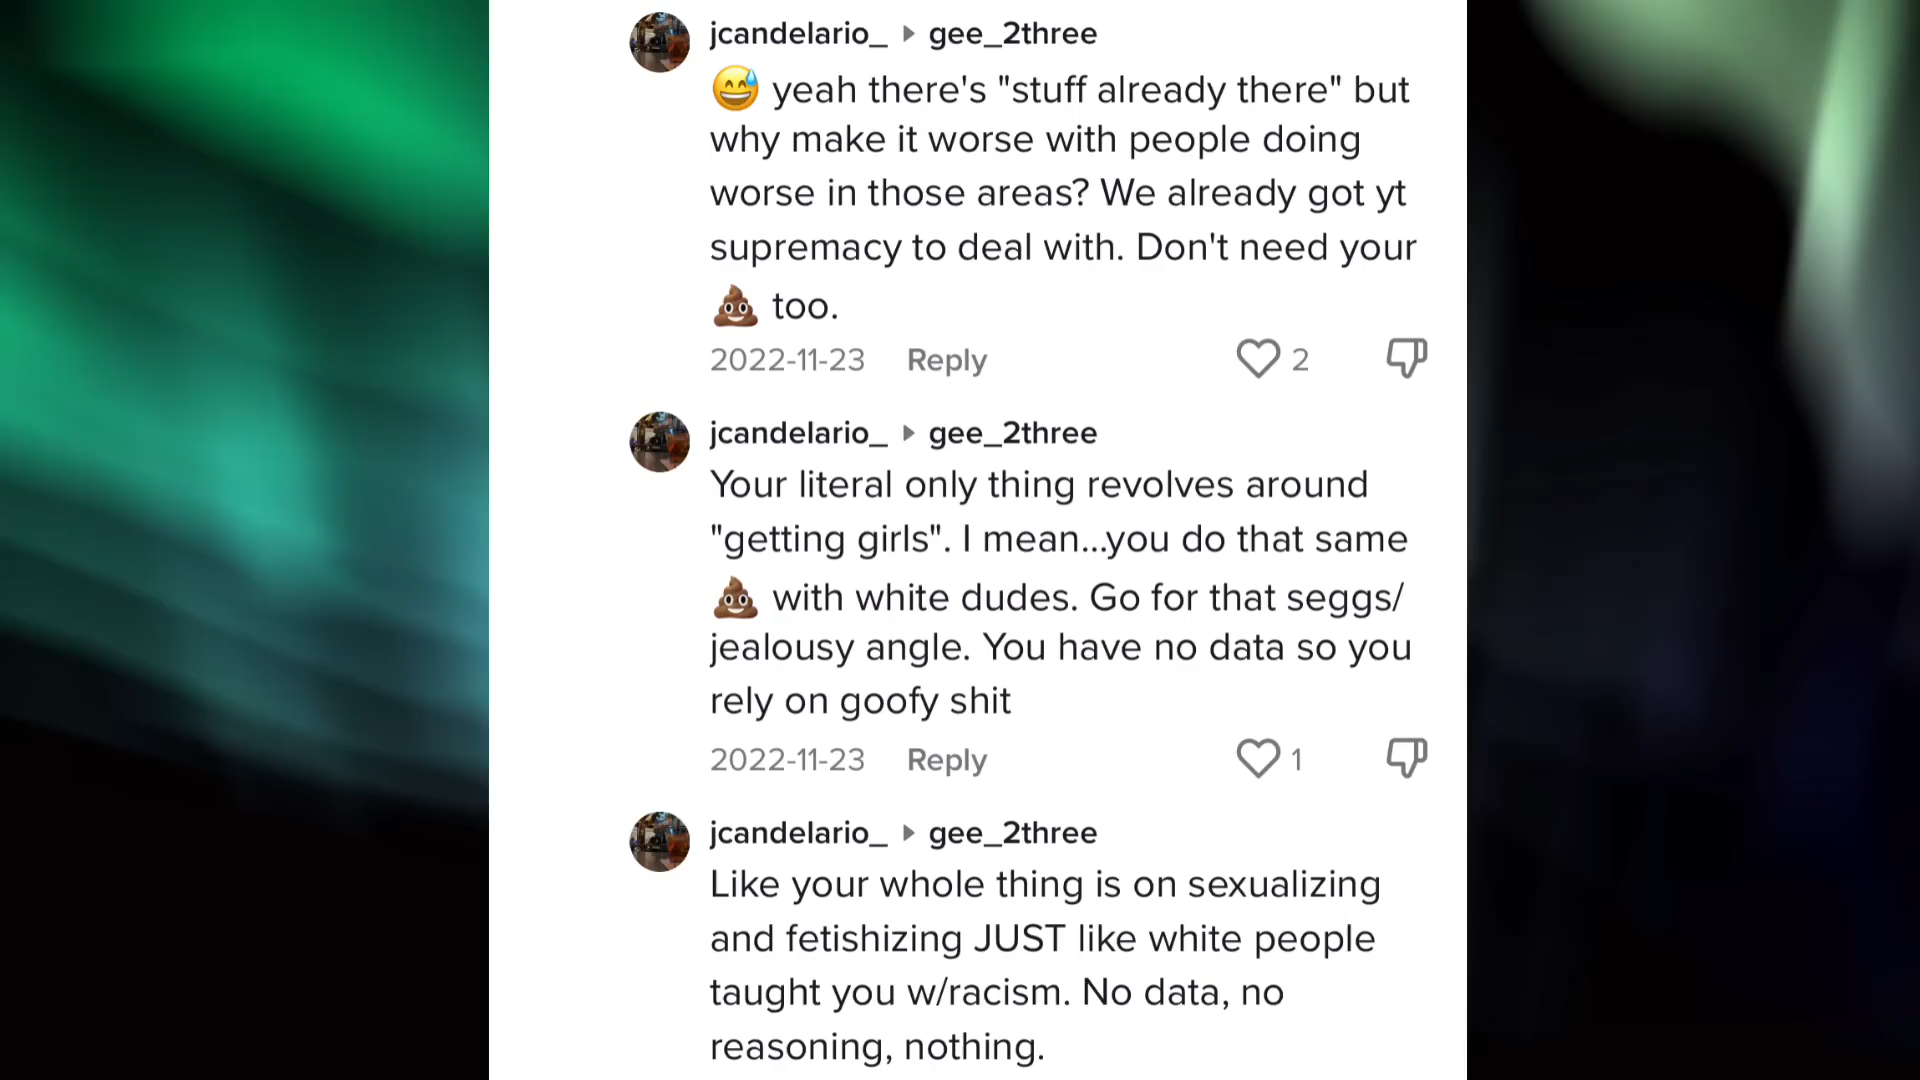 jcandelario_ ▸ gee_2three
😅 yeah there's "stuff already there" but
why make it worse with people doing
worse in those areas? We already got yt
supremacy to deal with. Don't need your
💩 too.
2022-11-23 Reply 2
jcandelario_ ▸ gee_2three
Your literal only thing revolves around
"getting girls". I mean...you do that same
💩 with white dudes. Go for that seggs/
jealousy angle. You have no data so you
rely on goofy shit
2022-11-23 Reply 1
jcandelario_ ▸ gee_2three
Like your whole thing is on sexualizing
and fetishizing JUST like white people
taught you w/racism. No data, no
reasoning, nothing.